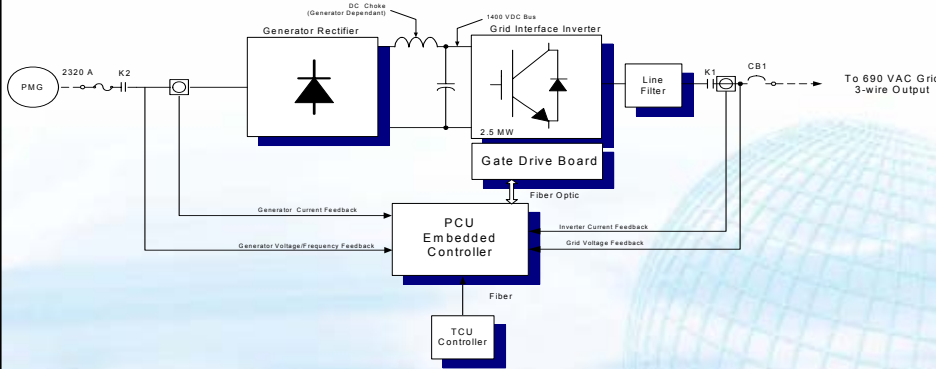 DC Choke
(Generator Dependant)
1400 VDC Bus
Generator Rectifier
Grid Interface Inverter
2320 A
K2
PMG
Line
Filter
K1
CB1
To 690 VAC Grid
3-wire Output
2.5 MW
Gate Drive Board
Fiber Optic
Generator Current Feedback
PCU
Embedded
Controller
Inverter Current Feedback
Generator Voltage/Frequency Feedback
Grid Voltage Feedback
Fiber
TCU
Controller